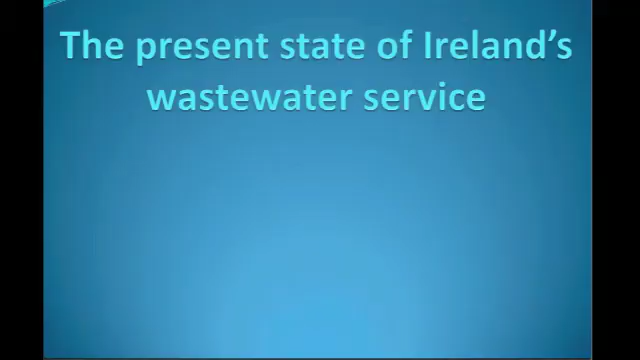 The present state of Ireland’s
wastewater service